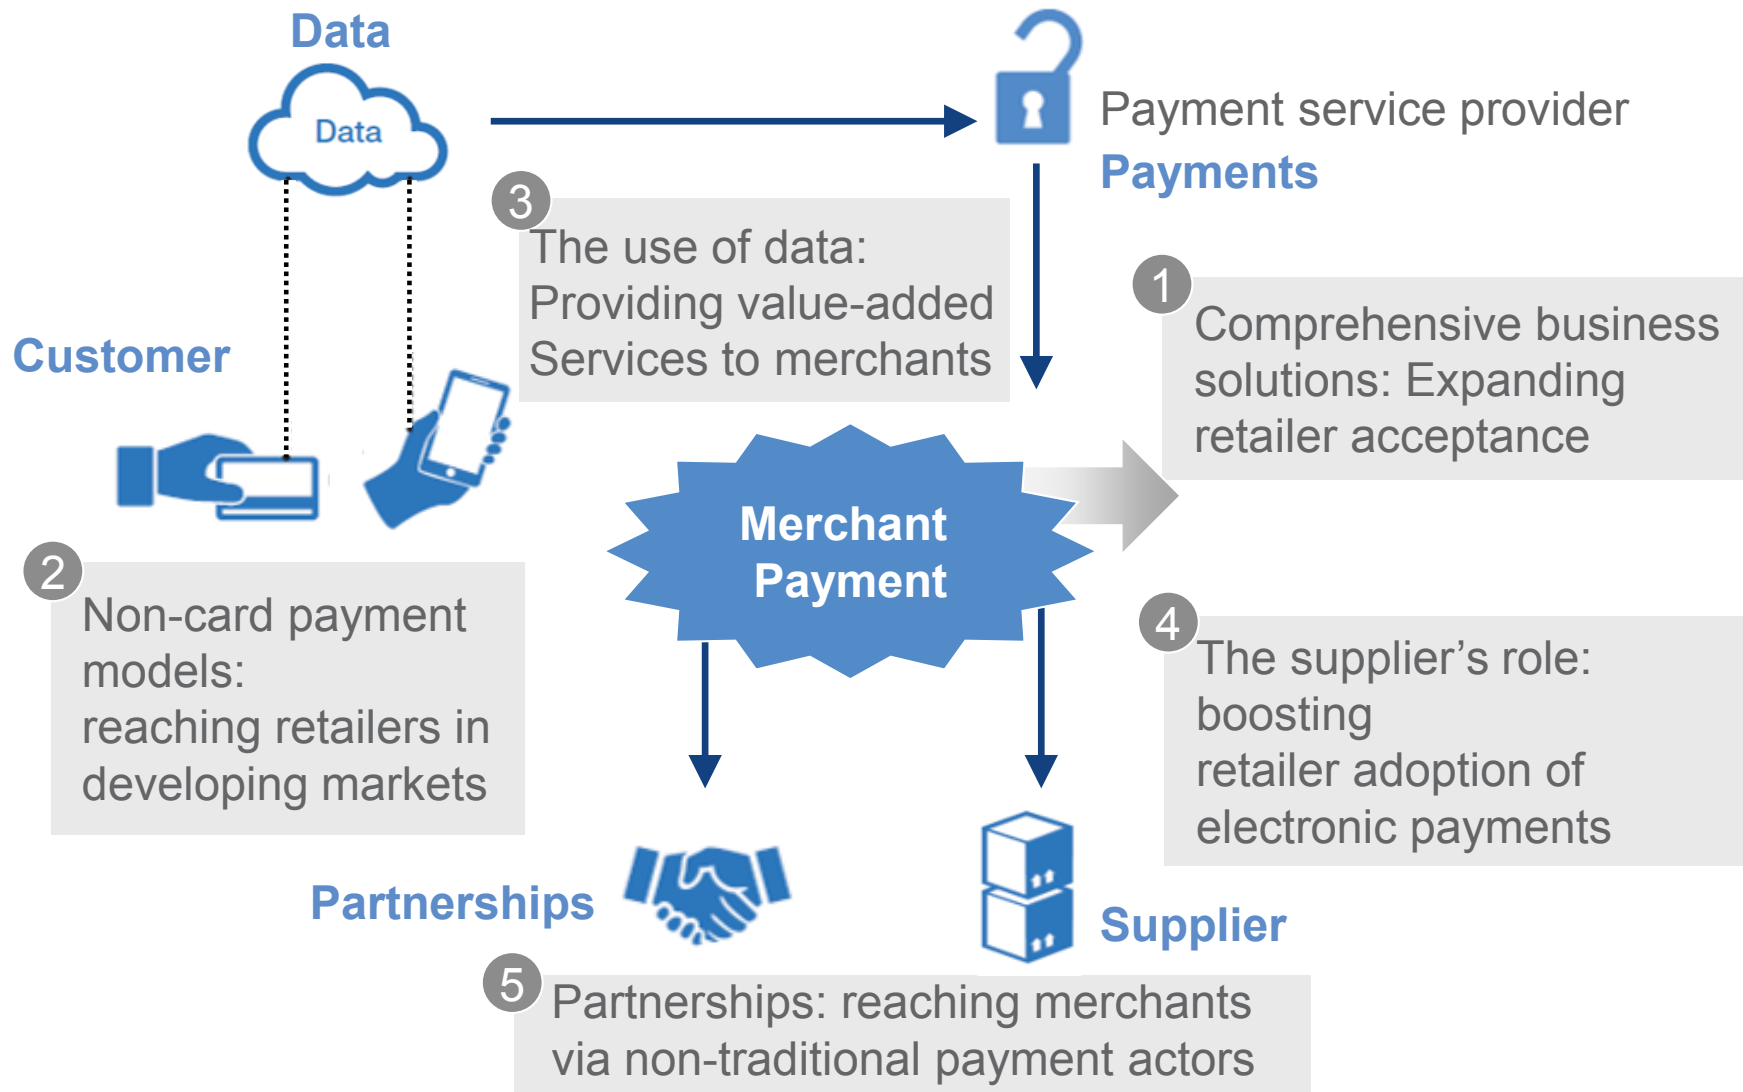 Data
Data
Payment service provider
Payments
3
The use of data:
Providing value-added
Services to merchants
1
Comprehensive business
solutions: Expanding
retailer acceptance
Customer
Merchant
Payment
2
Non-card payment
models:
reaching retailers in
developing markets
4
The supplier’s role:
boosting
retailer adoption of
electronic payments
Partnerships
Supplier
5
Partnerships: reaching merchants
via non-traditional payment actors